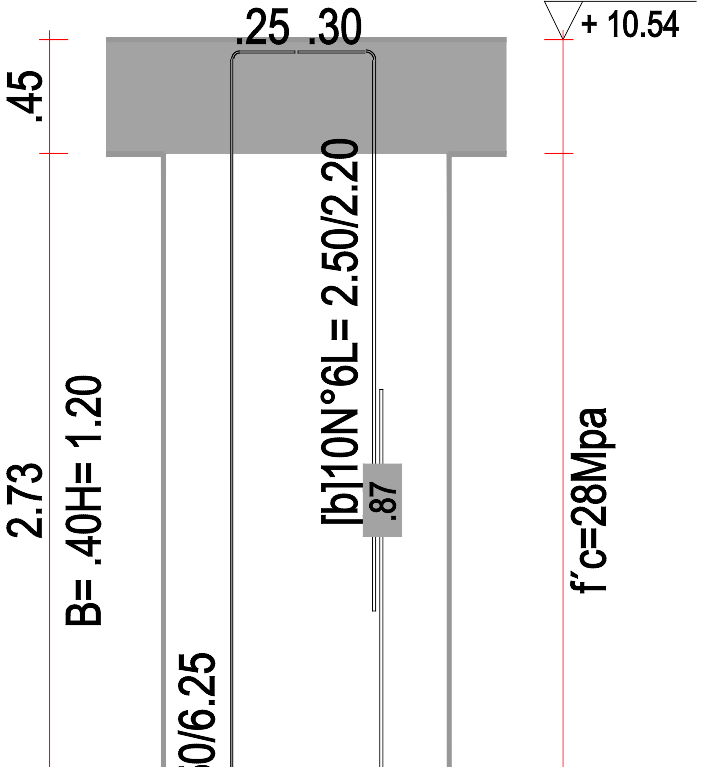 .25 .30
+ 10.54
.45
[b]10N°6L= 2.50/2.20
2.73
B= .40H= 1.20
.87
f´c=28Mpa
0/6.25